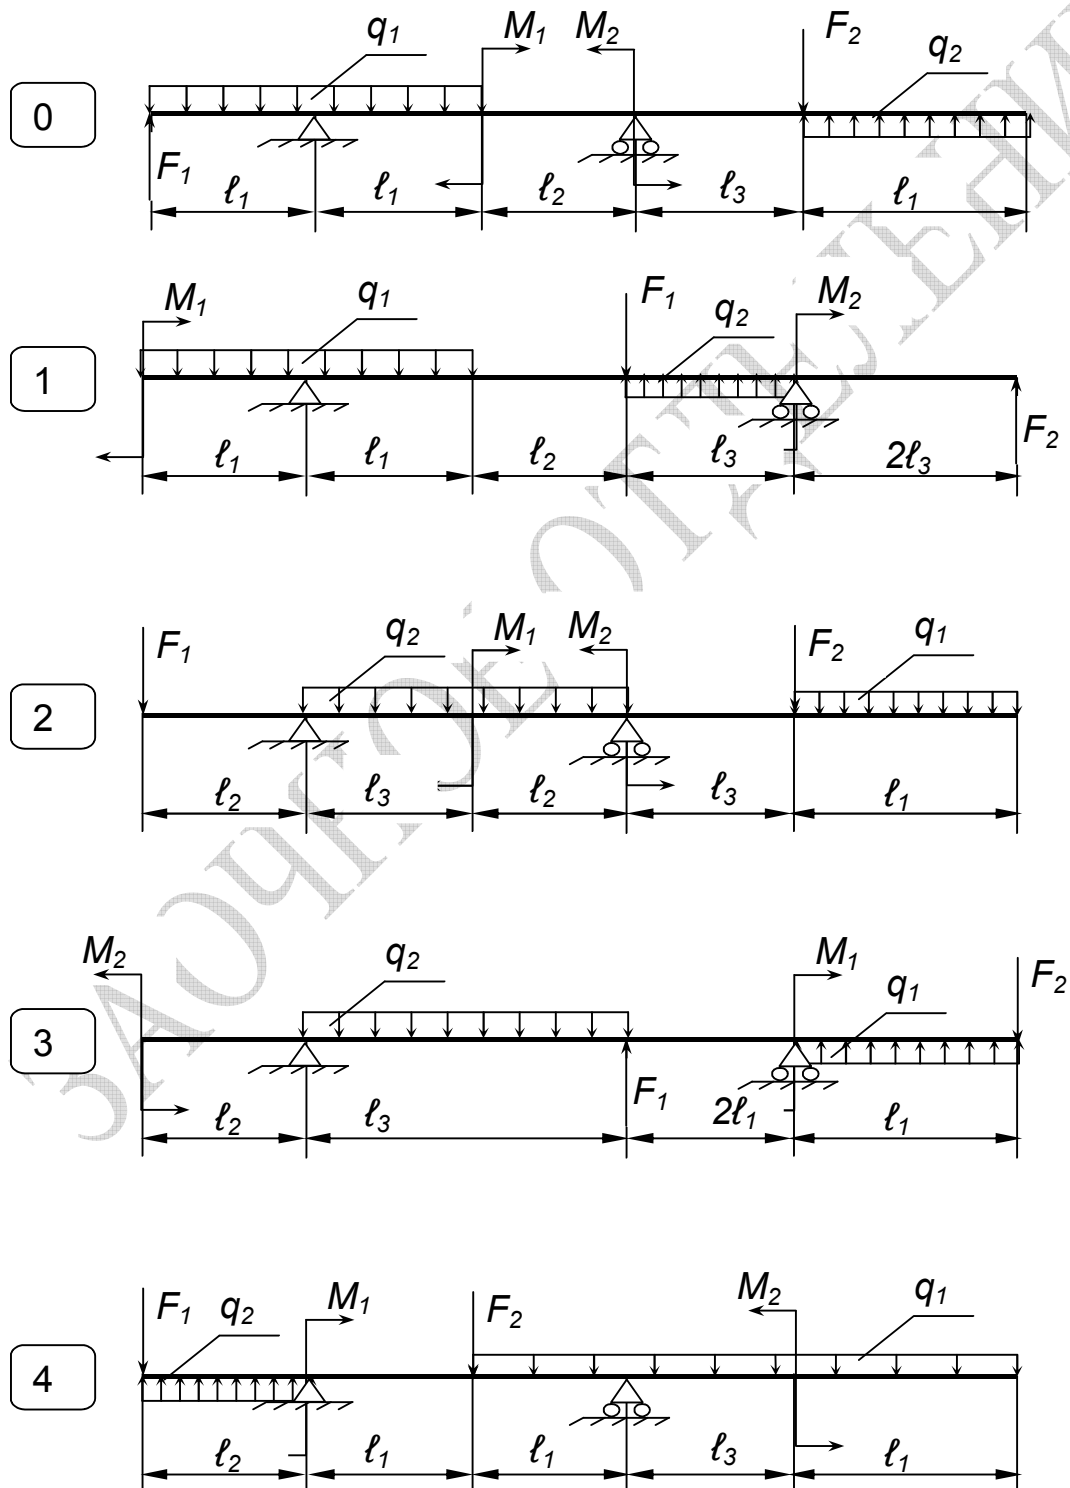 q₁ M₁ M₂ F₂ q₂
0
F₁
ℓ₁ ℓ₁ ℓ₂ ℓ₃ ℓ₁
M₁ q₁ F₁ q₂ M₂
1
F₂
ℓ₁ ℓ₁ ℓ₂ ℓ₃ 2ℓ₃
F₁ q₂ M₁ M₂ F₂ q₁
2
ℓ₂ ℓ₃ ℓ₂ ℓ₃ ℓ₁
M₂ q₂ M₁ q₁ F₂
3
F₁
ℓ₂ ℓ₃ 2ℓ₁ ℓ₁
F₁ q₂ M₁ F₂ M₂ q₁
4
ℓ₂ ℓ₁ ℓ₁ ℓ₃ ℓ₁